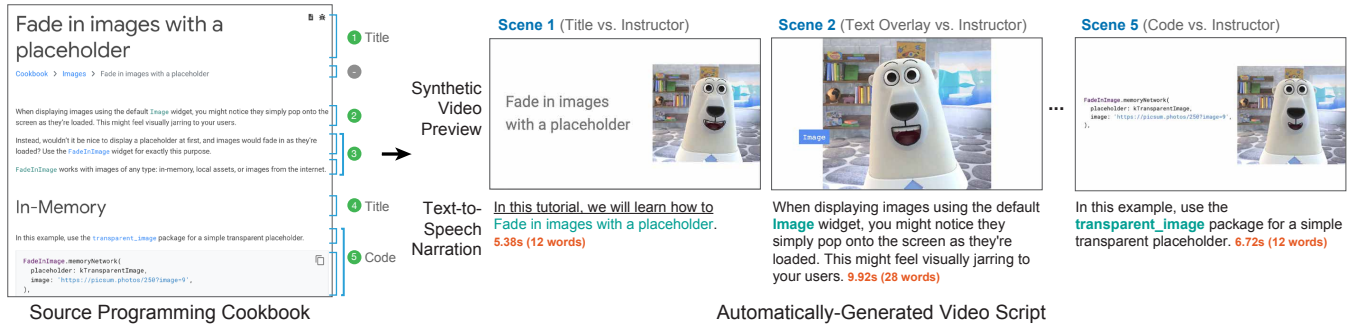 Fade in images with a
placeholder
Cookbook > Images > Fade in images with a placeholder
When displaying images using the default Image widget, you might notice they simply pop onto the
screen as they're loaded. This might feel visually jarring to your users.
Instead, wouldn't it be nice to display a placeholder at first, and images would fade in as they're
loaded? Use the FadeInImage widget for exactly this purpose.
FadeInImage works with images of any type: in-memory, local assets, or images from the internet.
In-Memory
In this example, use the transparent_image package for a simple transparent placeholder.
FadeInImage.memoryNetwork(
placeholder: kTransparentImage,
image: 'https://picsum.photos/250?image=9',
),
1 Title
-
2
3
4 Title
5 Code
Source Programming Cookbook
Synthetic
Video
Preview
Text-to-
Speech
Narration
Scene 1 (Title vs. Instructor)
Fade in images
with a placeholder
In this tutorial, we will learn how to
Fade in images with a placeholder.
5.38s (12 words)
Scene 2 (Text Overlay vs. Instructor)
Image
When displaying images using the default
Image widget, you might notice they
simply pop onto the screen as they're
loaded. This might feel visually jarring to
your users. 9.92s (28 words)
...
Scene 5 (Code vs. Instructor)
FadeInImage.memoryNetwork(
placeholder: kTransparentImage,
image: 'https://picsum.photos/250?image=9',
),
In this example, use the
transparent_image package for a simple
transparent placeholder. 6.72s (12 words)
Automatically-Generated Video Script